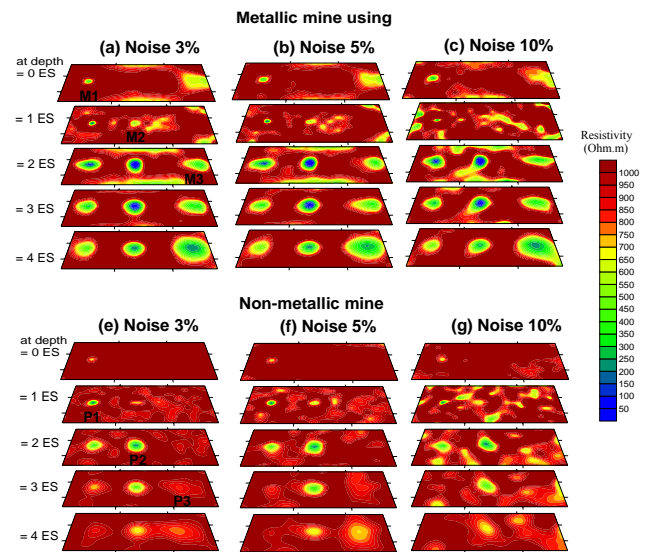 Metallic mine using
(a) Noise 3% (b) Noise 5% (c) Noise 10%
at depth
= 0 ES
M1
= 1 ES
M2
= 2 ES
M3
= 3 ES
= 4 ES
Resistivity
(Ohm.m)
1000
950
900
850
800
750
700
650
600
550
500
450
400
350
300
250
200
150
100
50
Non-metallic mine
(e) Noise 3% (f) Noise 5% (g) Noise 10%
at depth
= 0 ES
= 1 ES
P1
= 2 ES
P2
= 3 ES
P3
= 4 ES